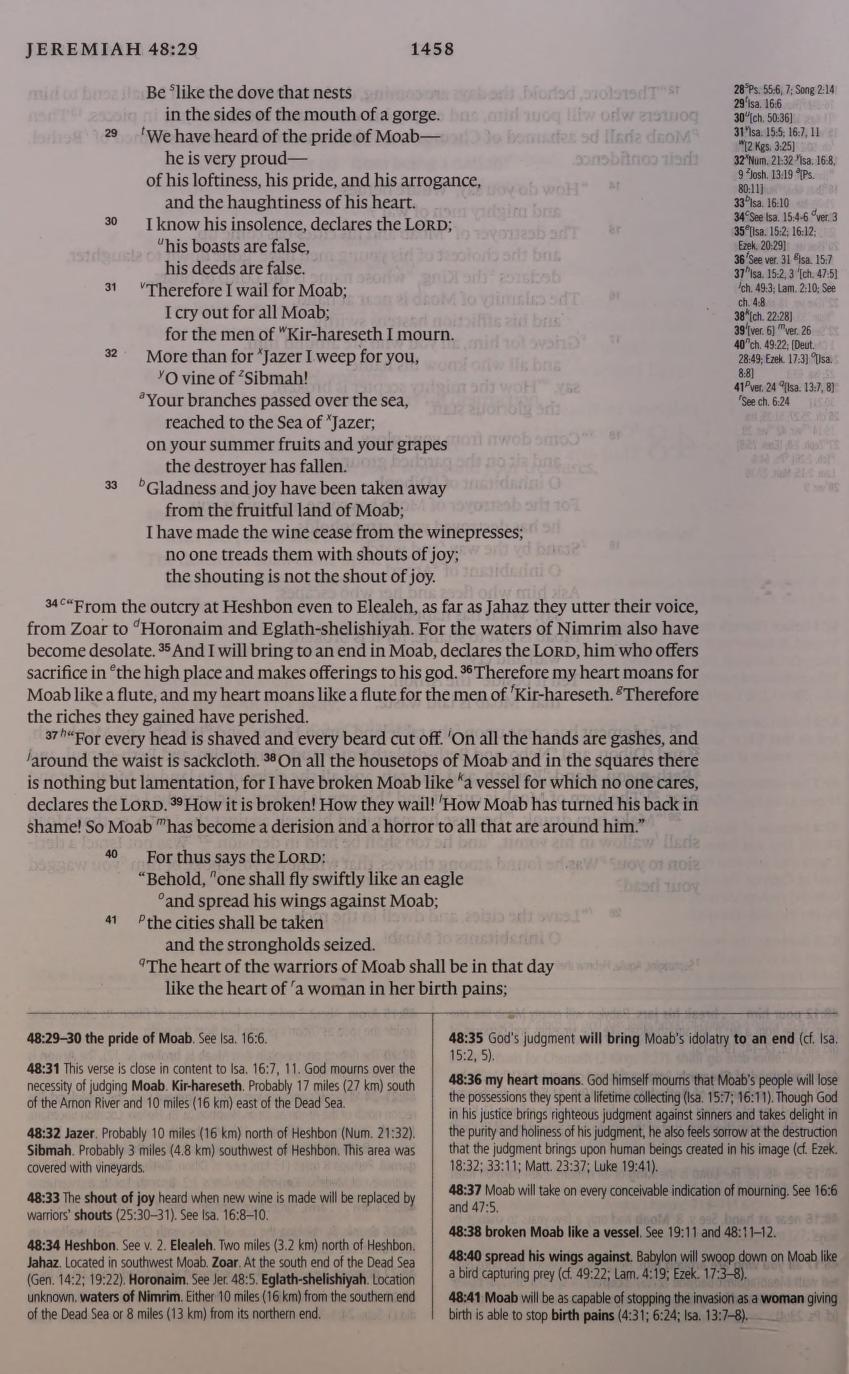 JEREMIAH 48:29
1458
Be ˢlike the dove that nests
in the sides of the mouth of a gorge.
29 ᵗWe have heard of the pride of Moab—
he is very proud—
of his loftiness, his pride, and his arrogance,
and the haughtiness of his heart.
30 I know his insolence, declares the LORD;
ᵘhis boasts are false,
his deeds are false.
31 ᵛTherefore I wail for Moab;
I cry out for all Moab;
for the men of ʷKir-hareseth I mourn.
32 More than for ˣJazer I weep for you,
ʸO vine of ᶻSibmah!
ᵃYour branches passed over the sea,
reached to the Sea of ˣJazer;
on your summer fruits and your grapes
the destroyer has fallen.
33 ᵇGladness and joy have been taken away
from the fruitful land of Moab;
I have made the wine cease from the winepresses;
no one treads them with shouts of joy;
the shouting is not the shout of joy.
34 ᶜ“From the outcry at Heshbon even to Elealeh, as far as Jahaz they utter their voice,
from Zoar to ᵈHoronaim and Eglath-shelishiyah. For the waters of Nimrim also have
become desolate. 35 And I will bring to an end in Moab, declares the LORD, him who offers
sacrifice in ᵉthe high place and makes offerings to his god. 36 Therefore my heart moans for
Moab like a flute, and my heart moans like a flute for the men of ᶠKir-hareseth. ᵍTherefore
the riches they gained have perished.
37 ʰ“For every head is shaved and every beard cut off. ⁱOn all the hands are gashes, and
ʲaround the waist is sackcloth. 38 On all the housetops of Moab and in the squares there
is nothing but lamentation, for I have broken Moab like ᵏa vessel for which no one cares,
declares the LORD. 39 How it is broken! How they wail! ˡHow Moab has turned his back in
shame! So Moab ᵐhas become a derision and a horror to all that are around him.”
40 For thus says the LORD:
“Behold, ⁿone shall fly swiftly like an eagle
ᵒand spread his wings against Moab;
41 ᵖthe cities shall be taken
and the strongholds seized.
𐞥The heart of the warriors of Moab shall be in that day
like the heart of ʳa woman in her birth pains;
28 ˢPs. 55:6, 7; Song 2:14
29 ᵗIsa. 16:6
30 ᵘ[ch. 50:36]
31 ᵛIsa. 15:5; 16:7, 11
ʷ[2 Kgs. 3:25]
32 ˣNum. 21:32 ʸIsa. 16:8,
9 ᶻJosh. 13:19 ᵃ[Ps.
80:11]
33 ᵇIsa. 16:10
34 ᶜSee Isa. 15:4-6 ᵈver. 3
35 ᵉ[Isa. 15:2; 16:12;
Ezek. 20:29]
36 ᶠSee ver. 31 ᵍIsa. 15:7
37 ʰIsa. 15:2, 3 ⁱ[ch. 47:5]
ʲch. 49:3; Lam. 2:10; See
ch. 4:8
38 ᵏ[ch. 22:28]
39 ˡ[ver. 6] ᵐver. 26
40 ⁿch. 49:22; [Deut.
28:49; Ezek. 17:3] ᵒ[Isa.
8:8]
41 ᵖver. 24 𐞥[Isa. 13:7, 8]
ʳSee ch. 6:24
48:29–30 the pride of Moab. See Isa. 16:6.
48:31 This verse is close in content to Isa. 16:7, 11. God mourns over the
necessity of judging Moab. Kir-hareseth. Probably 17 miles (27 km) south
of the Arnon River and 10 miles (16 km) east of the Dead Sea.
48:32 Jazer. Probably 10 miles (16 km) north of Heshbon (Num. 21:32).
Sibmah. Probably 3 miles (4.8 km) southwest of Heshbon. This area was
covered with vineyards.
48:33 The shout of joy heard when new wine is made will be replaced by
warriors’ shouts (25:30–31). See Isa. 16:8–10.
48:34 Heshbon. See v. 2. Elealeh. Two miles (3.2 km) north of Heshbon.
Jahaz. Located in southwest Moab. Zoar. At the south end of the Dead Sea
(Gen. 14:2; 19:22). Horonaim. See Jer. 48:5. Eglath-shelishiyah. Location
unknown. waters of Nimrim. Either 10 miles (16 km) from the southern end
of the Dead Sea or 8 miles (13 km) from its northern end.
48:35 God’s judgment will bring Moab’s idolatry to an end (cf. Isa.
15:2, 5).
48:36 my heart moans. God himself mourns that Moab’s people will lose
the possessions they spent a lifetime collecting (Isa. 15:7; 16:11). Though God
in his justice brings righteous judgment against sinners and takes delight in
the purity and holiness of his judgment, he also feels sorrow at the destruction
that the judgment brings upon human beings created in his image (cf. Ezek.
18:32; 33:11; Matt. 23:37; Luke 19:41).
48:37 Moab will take on every conceivable indication of mourning. See 16:6
and 47:5.
48:38 broken Moab like a vessel. See 19:11 and 48:11–12.
48:40 spread his wings against. Babylon will swoop down on Moab like
a bird capturing prey (cf. 49:22; Lam. 4:19; Ezek. 17:3–8).
48:41 Moab will be as capable of stopping the invasion as a woman giving
birth is able to stop birth pains (4:31; 6:24; Isa. 13:7–8).